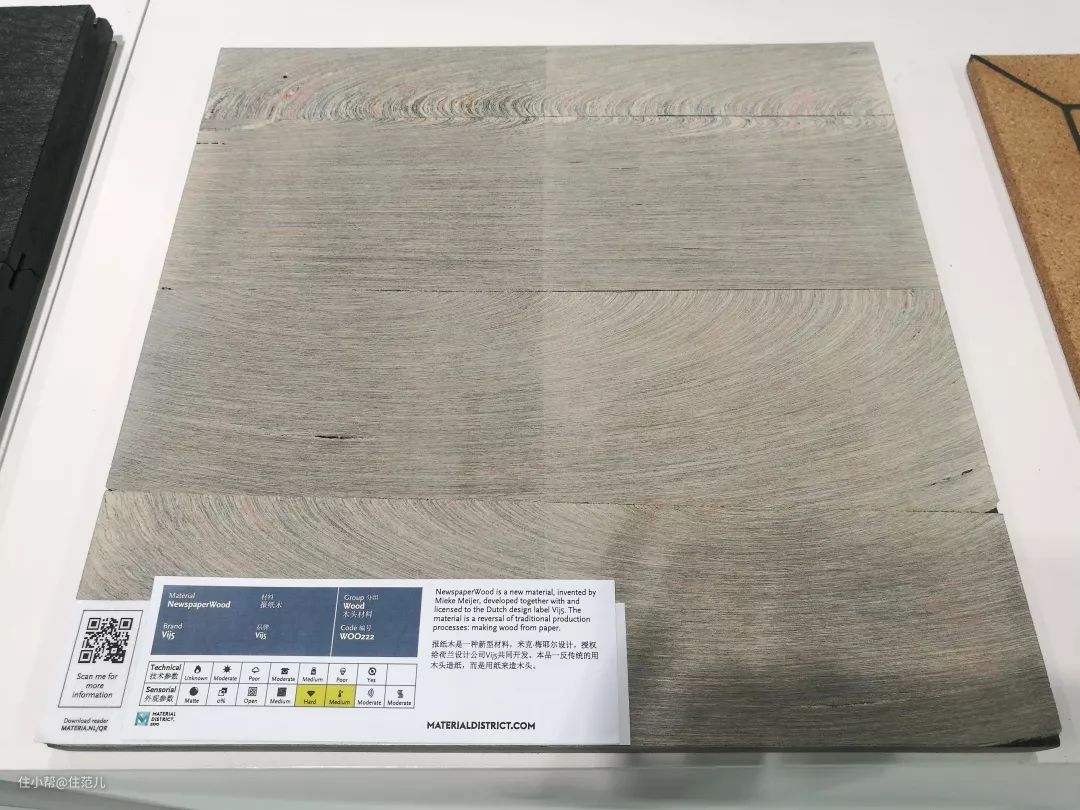 Material 材料
NewspaperWood 报纸木
Brand 品牌
Vij5 Vij5
Group 分组
Wood
木头材料
Code 编号
WOO222
NewspaperWood is a new material, invented by
Mieke Meijer, developed together with and
licensed to the Dutch design label Vij5. The
material is a reversal of traditional production
processes: making wood from paper.
报纸木是一种新型材料，米克·梅耶尔设计，授权
给荷兰设计公司Vij5共同开发。本品一反传统的用
木头造纸，而是用纸来造木头。
Scan me for
more
information
Download reader
MATERIA.NL/QR
Technical
技术参数
Unknown Moderate Poor Moderate Medium Poor Yes
Sensorial
外观参数
Matte 0% Open Medium Hard Medium Moderate Moderate
MATERIAL
DISTRICT.
EXPO
MATERIALDISTRICT.COM
住小帮@住范儿